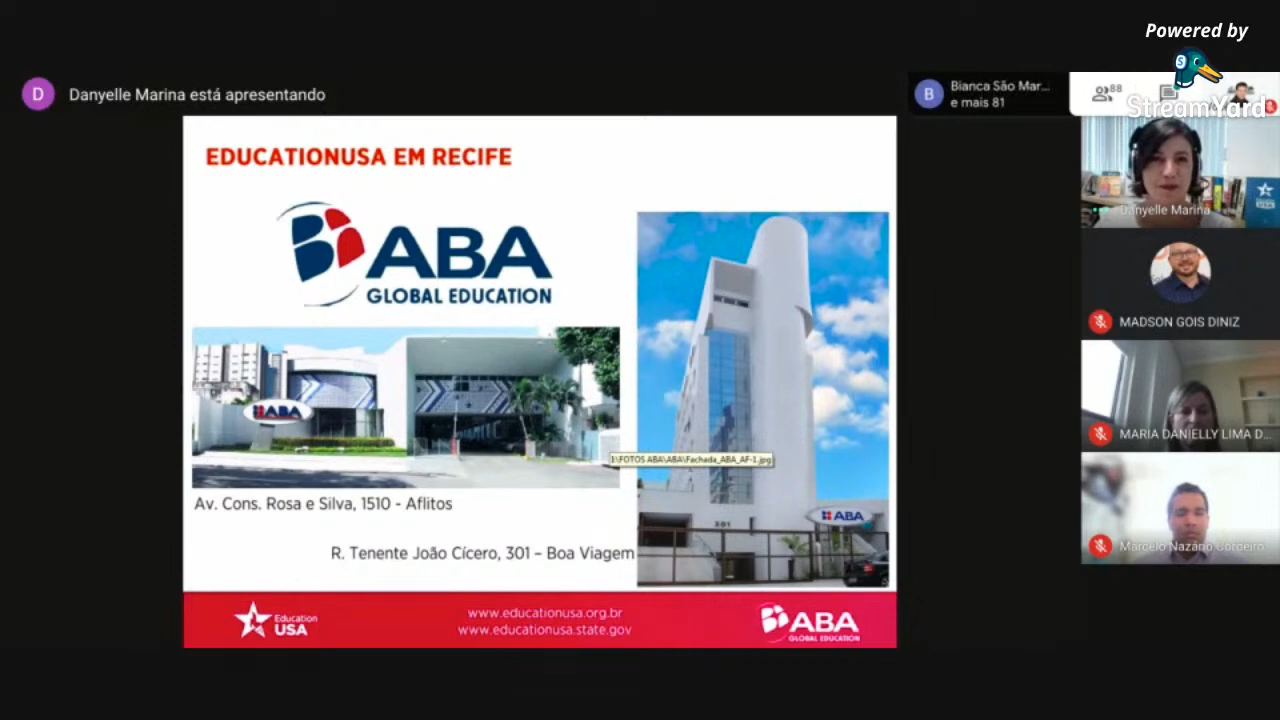 Powered by
StreamYard
Danyelle Marina está apresentando
Bianca São Mar...
e mais 81
88
D
B
EDUCATIONUSA EM RECIFE
ABA
GLOBAL EDUCATION
ABA
I:\FOTOS ABA\ABA\Fachada_ABA_AF-1.jpg
ABA
301
Av. Cons. Rosa e Silva, 1510 - Aflitos
R. Tenente João Cícero, 301 – Boa Viagem
Education
USA
www.educationusa.org.br
www.educationusa.state.gov
ABA
GLOBAL EDUCATION
Danyelle Marina
MADSON GOIS DINIZ
MARIA DANIELLY LIMA D...
Marcelo Nazário Cordeiro